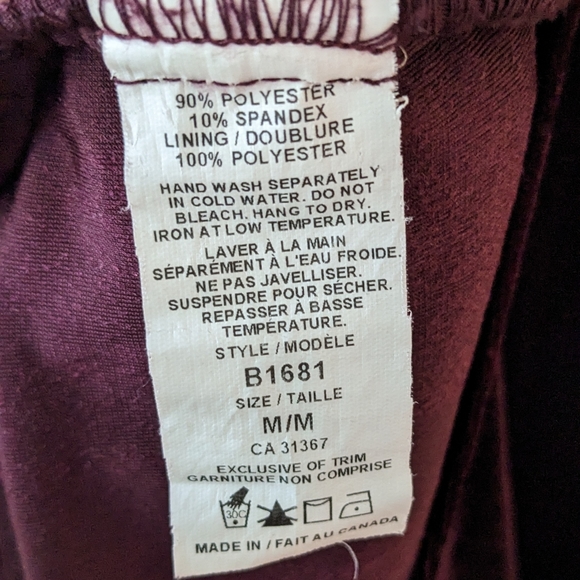 90% POLYESTER
10% SPANDEX
LINING / DOUBLURE
100% POLYESTER
HAND WASH SEPARATELY
IN COLD WATER. DO NOT
BLEACH. HANG TO DRY.
IRON AT LOW TEMPERATURE.
LAVER À LA MAIN
SÉPARÉMENT À L'EAU FROIDE.
NE PAS JAVELLISER.
SUSPENDRE POUR SÉCHER.
REPASSER À BASSE
TEMPÉRATURE.
STYLE / MODÈLE
B1681
SIZE / TAILLE
M/M
CA 31367
EXCLUSIVE OF TRIM
GARNITURE NON COMPRISE
30C
MADE IN / FAIT AU CANADA